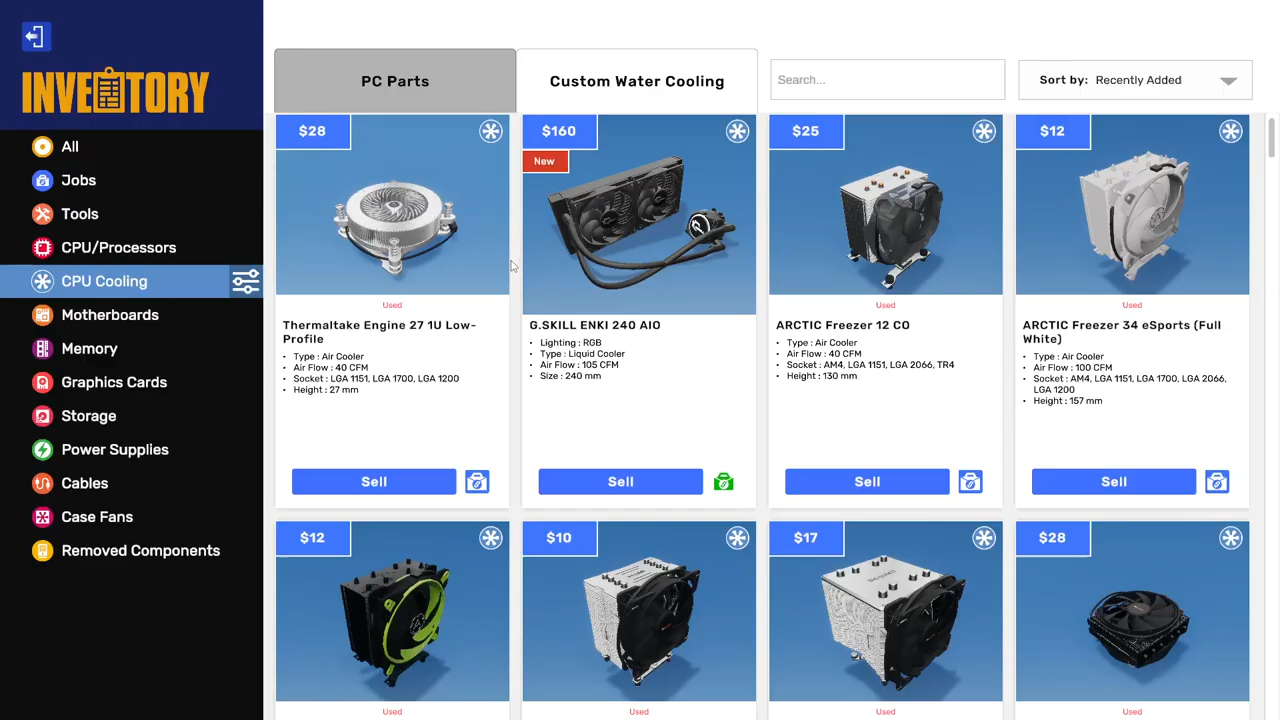 INVENTORY
All
Jobs
Tools
CPU/Processors
CPU Cooling
Motherboards
Memory
Graphics Cards
Storage
Power Supplies
Cables
Case Fans
Removed Components
PC Parts
Custom Water Cooling
Search...
Sort by: Recently Added
$28
Used
Thermaltake Engine 27 1U Low-
Profile
• Type : Air Cooler
• Air Flow : 40 CFM
• Socket : LGA 1151, LGA 1700, LGA 1200
• Height : 27 mm
Sell
$160
New
G.SKILL ENKI 240 AIO
• Lighting : RGB
• Type : Liquid Cooler
• Air Flow : 105 CFM
• Size : 240 mm
Sell
$25
Used
ARCTIC Freezer 12 CO
• Type : Air Cooler
• Air Flow : 40 CFM
• Socket : AM4, LGA 1151, LGA 2066, TR4
• Height : 130 mm
Sell
$12
Used
ARCTIC Freezer 34 eSports (Full
White)
• Type : Air Cooler
• Air Flow : 100 CFM
• Socket : AM4, LGA 1151, LGA 1700, LGA 2066,
LGA 1200
• Height : 157 mm
Sell
$12
Used
$10
Used
$17
Used
$28
Used